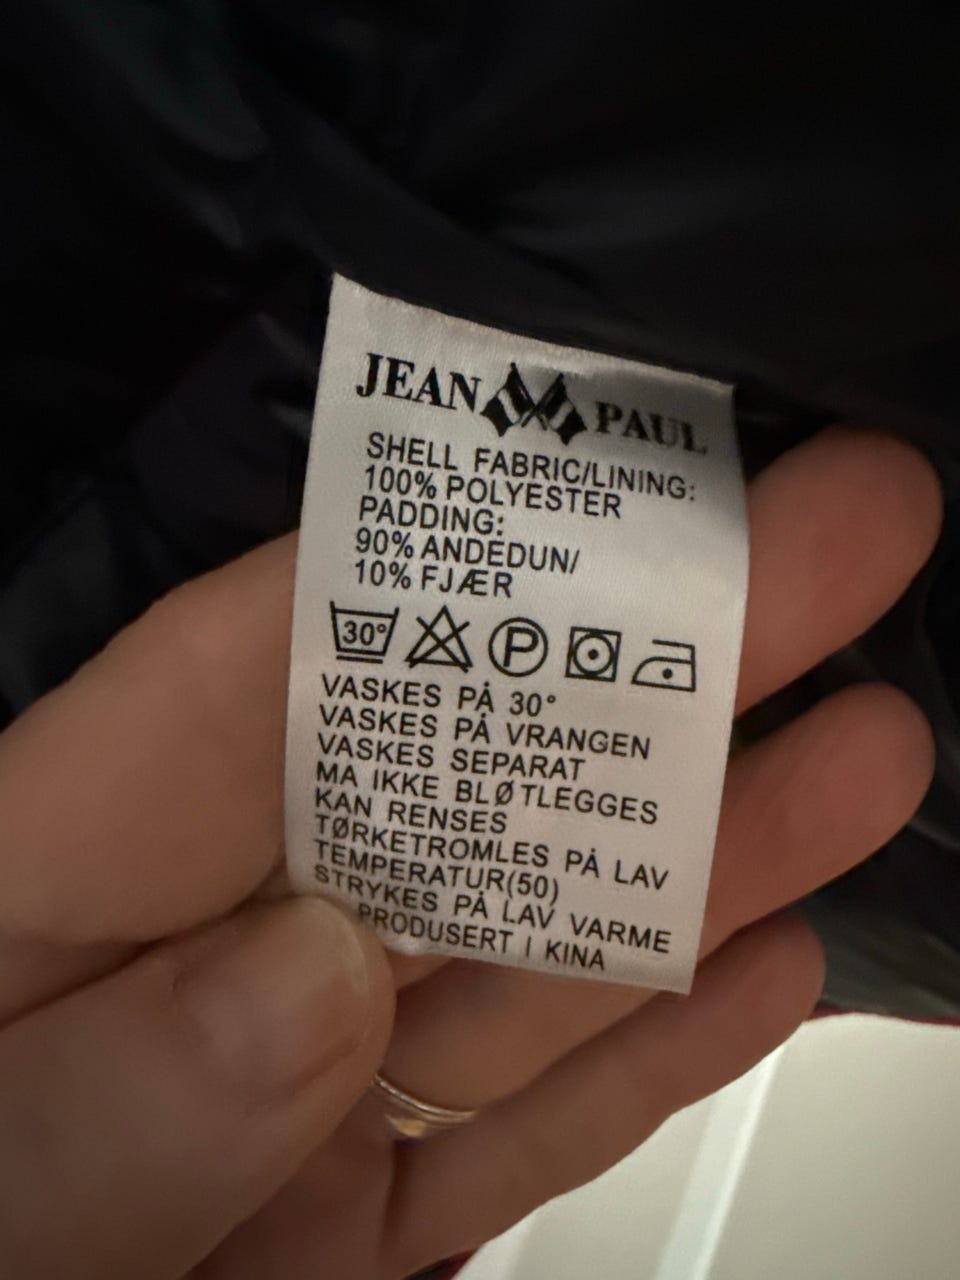 JEAN PAUL
SHELL FABRIC/LINING:
100% POLYESTER
PADDING:
90% ANDEDUN/
10% FJÆR
30° P
VASKES PÅ 30°
VASKES PÅ VRANGEN
VASKES SEPARAT
MA IKKE BLØTLEGGES
KAN RENSES
TØRKETROMLES PÅ LAV
TEMPERATUR(50)
STRYKES PÅ LAV VARME
PRODUSERT I KINA